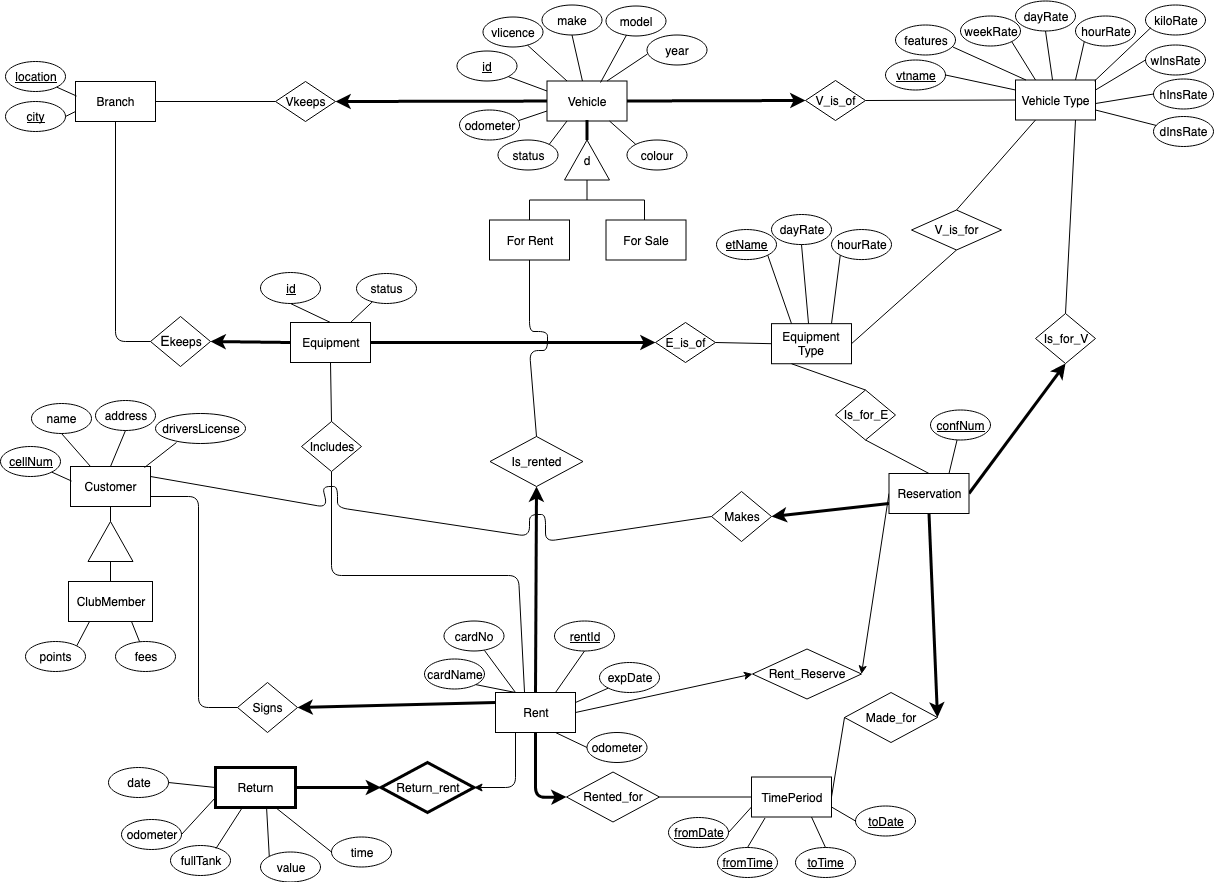 dayRate
make
model
kiloRate
vlicence
weekRate
hourRate
features
year
wInsRate
id
location
vtname
hInsRate
Branch
Vkeeps
Vehicle
V_is_of
Vehicle Type
city
odometer
dInsRate
status
colour
d
dayRate
V_is_for
For Rent
For Sale
etName
hourRate
id
status
Ekeeps
Equipment
E_is_of
Equipment
Type
Is_for_V
name
address
Is_for_E
driversLicense
confNum
Includes
cellNum
Is_rented
Customer
Reservation
Makes
ClubMember
cardNo
rentId
points
fees
cardName
expDate
Rent_Reserve
Signs
Rent
Made_for
odometer
date
Return
Return_rent
Rented_for
TimePeriod
toDate
odometer
fromDate
fullTank
time
value
fromTime
toTime